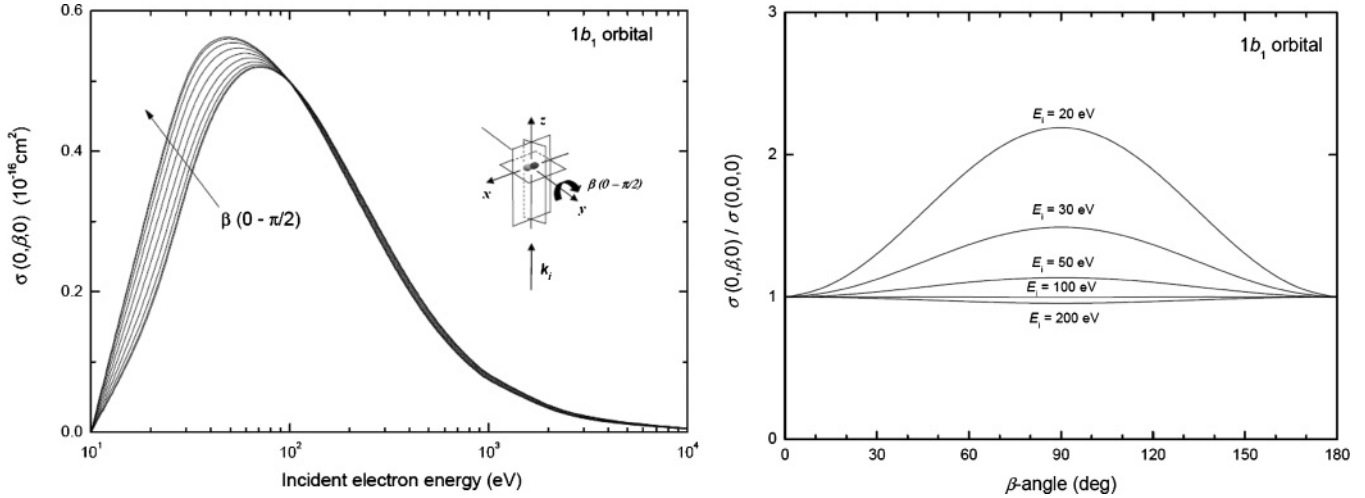 0.6
0.4
0.2
0.0
σ (0,β,0) (10⁻¹⁶cm²)
1b₁ orbital
β (0 - π/2)
z
x
y
β (0 – π/2)
kᵢ
10¹ 10² 10³ 10⁴
Incident electron energy (eV)
3
2
1
0
σ (0,β,0) / σ (0,0,0)
1b₁ orbital
Eᵢ = 20 eV
Eᵢ = 30 eV
Eᵢ = 50 eV
Eᵢ = 100 eV
Eᵢ = 200 eV
0 30 60 90 120 150 180
β-angle (deg)